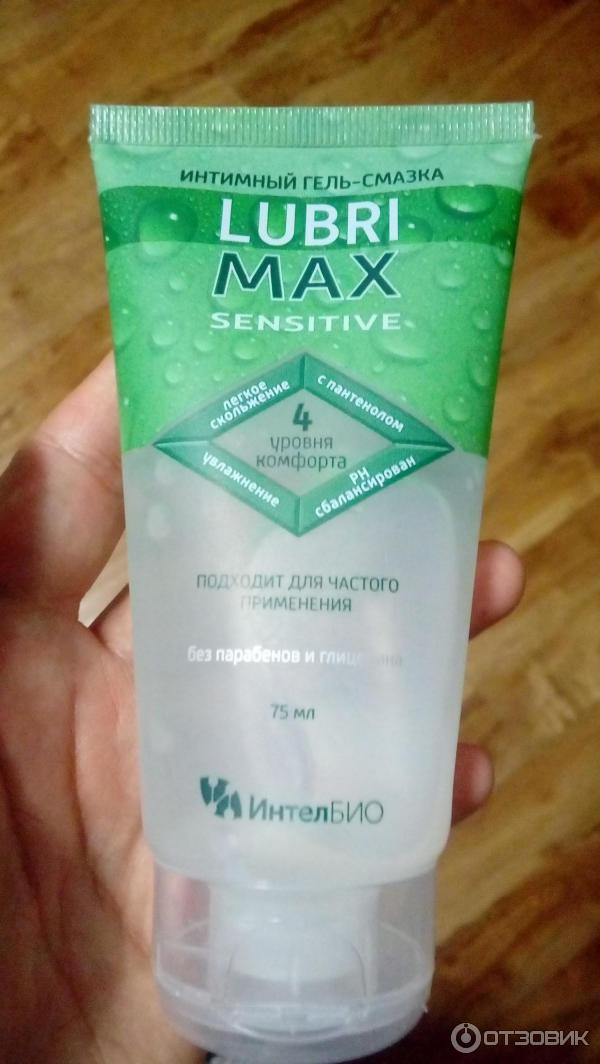 ИНТИМНЫЙ ГЕЛЬ-СМАЗКА
LUBRI
MAX
SENSITIVE
легкое
скольжение
с пантенолом
4
уровня
комфорта
увлажнение
PH
сбалансирован
ПОДХОДИТ ДЛЯ ЧАСТОГО
ПРИМЕНЕНИЯ
без парабенов и глицерина
75 мл
ИнтелБИО
ОТЗОВИК